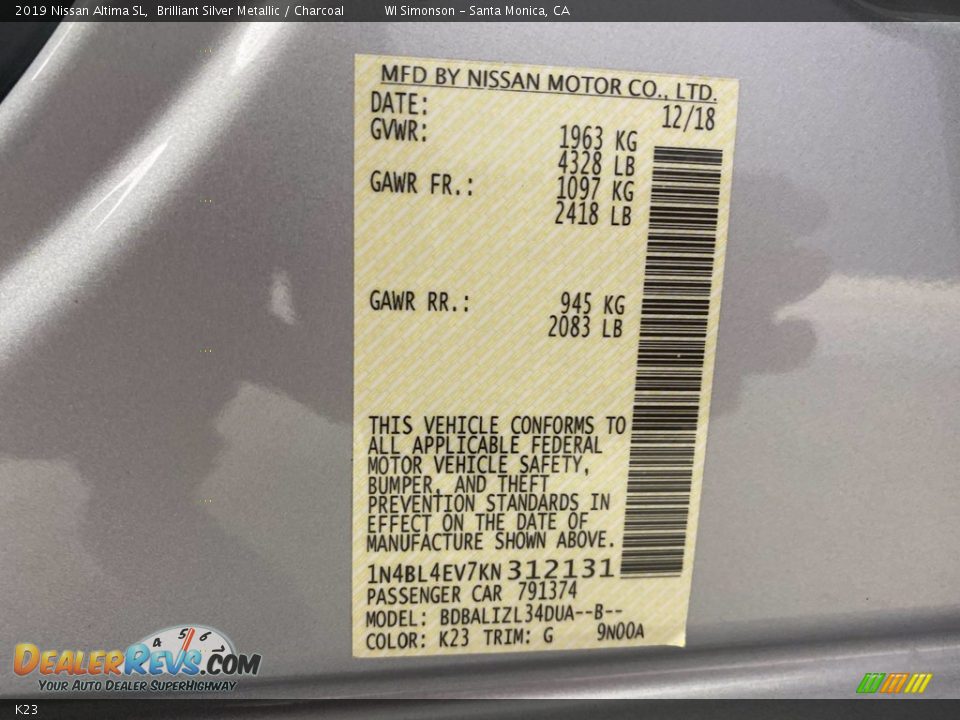 2019 Nissan Altima SL, Brilliant Silver Metallic / Charcoal WI Simonson - Santa Monica, CA
MFD BY NISSAN MOTOR CO., LTD.
DATE: 12/18
GVWR: 1963 KG
4328 LB
GAWR FR.: 1097 KG
2418 LB
GAWR RR.: 945 KG
2083 LB
THIS VEHICLE CONFORMS TO
ALL APPLICABLE FEDERAL
MOTOR VEHICLE SAFETY,
BUMPER, AND THEFT
PREVENTION STANDARDS IN
EFFECT ON THE DATE OF
MANUFACTURE SHOWN ABOVE.
1N4BL4EV7KN312131
PASSENGER CAR 791374
MODEL: BDBALIZL34DUA--B--
COLOR: K23 TRIM: G 9N00A
4 5 6
DEALERREVS.COM
YOUR AUTO DEALER SUPERHIGHWAY
K23